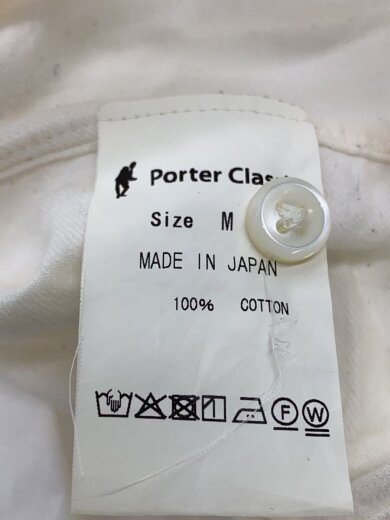 Porter Clas
Size M
MADE IN JAPAN
100% COTTON
F W